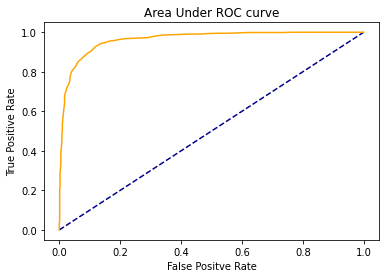 Area Under ROC curve
1.0
0.8
0.6
0.4
0.2
0.0
True Positive Rate
0.0 0.2 0.4 0.6 0.8 1.0
False Positve Rate